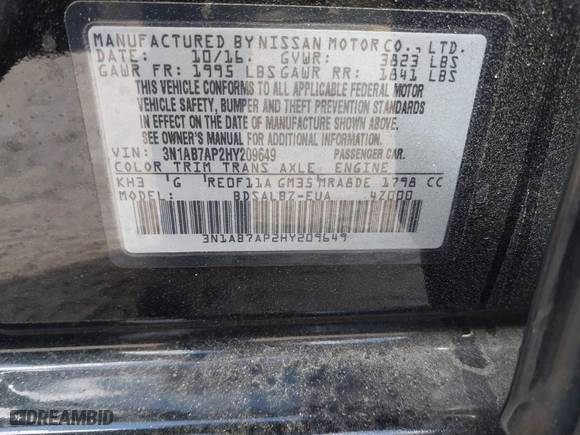 MANUFACTURED BY NISSAN MOTOR CO., LTD.
DATE: 10/16 GVWR: 3823 LBS
GAWR FR: 1995 LBS GAWR RR: 1841 LBS
THIS VEHICLE CONFORMS TO ALL APPLICABLE FEDERAL MOTOR
VEHICLE SAFETY, BUMPER AND THEFT PREVENTION STANDARDS
IN EFFECT ON THE DATE OF MANUFACTURE SHOWN ABOVE.
SEE OWNER'S MANUAL FOR ADDITIONAL INFORMATION.
VIN: 3N1AB7AP2HY209649 PASSENGER CAR.
COLOR TRIM TRANS AXLE ENGINE
KH3 G RE0F11A GM35 MRA8DE 1798 CC
MODEL: BDSALB7-EUA 4Z000
3N1AB7AP2HY209649
DREAMBID